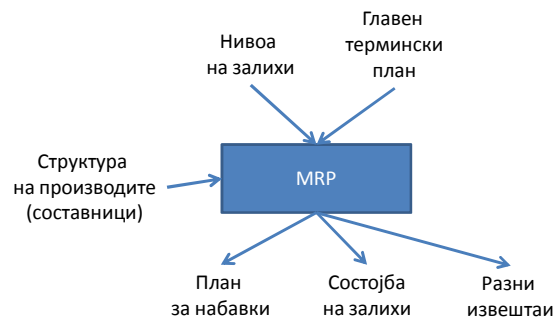 Нивоа
на залихи
Главен
термински
план
Структура
на производите
(составници)
MRP
План
за набавки
Состојба
на залихи
Разни
извештаи